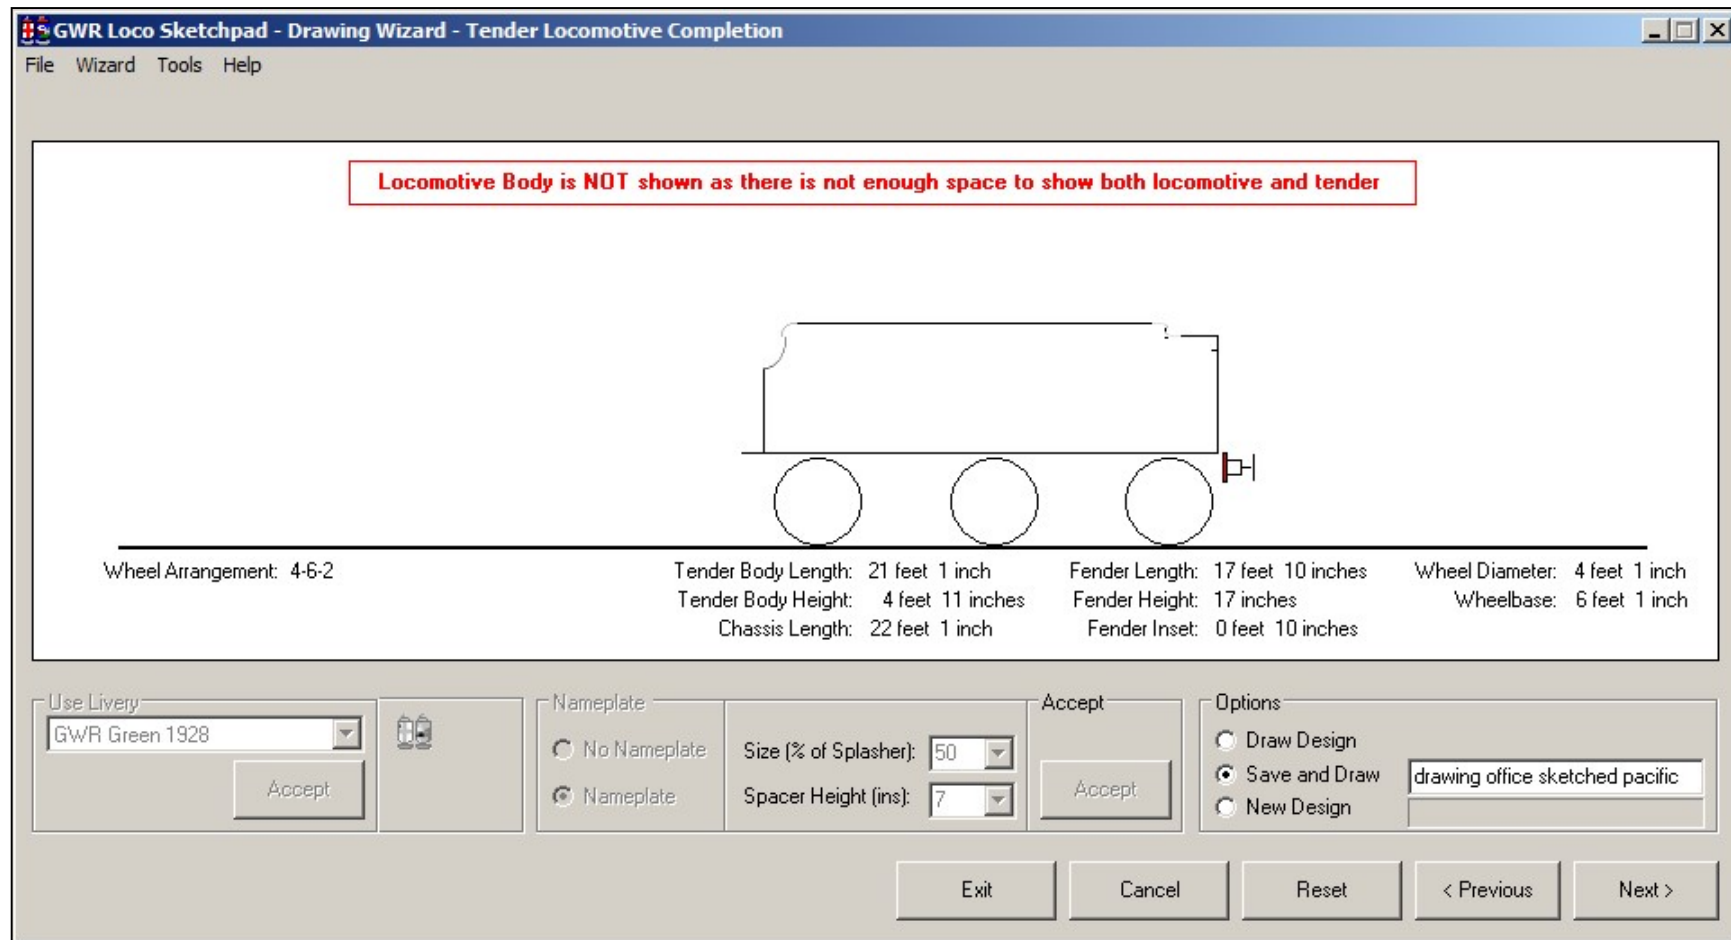 GWR Loco Sketchpad - Drawing Wizard - Tender Locomotive Completion
File Wizard Tools Help
Locomotive Body is NOT shown as there is not enough space to show both locomotive and tender
Wheel Arrangement: 4-6-2
Tender Body Length: 21 feet 1 inch
Tender Body Height: 4 feet 11 inches
Chassis Length: 22 feet 1 inch
Fender Length: 17 feet 10 inches
Fender Height: 17 inches
Fender Inset: 0 feet 10 inches
Wheel Diameter: 4 feet 1 inch
Wheelbase: 6 feet 1 inch
Use Livery
GWR Green 1928
Accept
Nameplate
No Nameplate
Nameplate
Size (% of Splasher): 50
Spacer Height (ins): 7
Accept
Accept
Options
Draw Design
Save and Draw drawing office sketched pacific
New Design
Exit Cancel Reset < Previous Next >